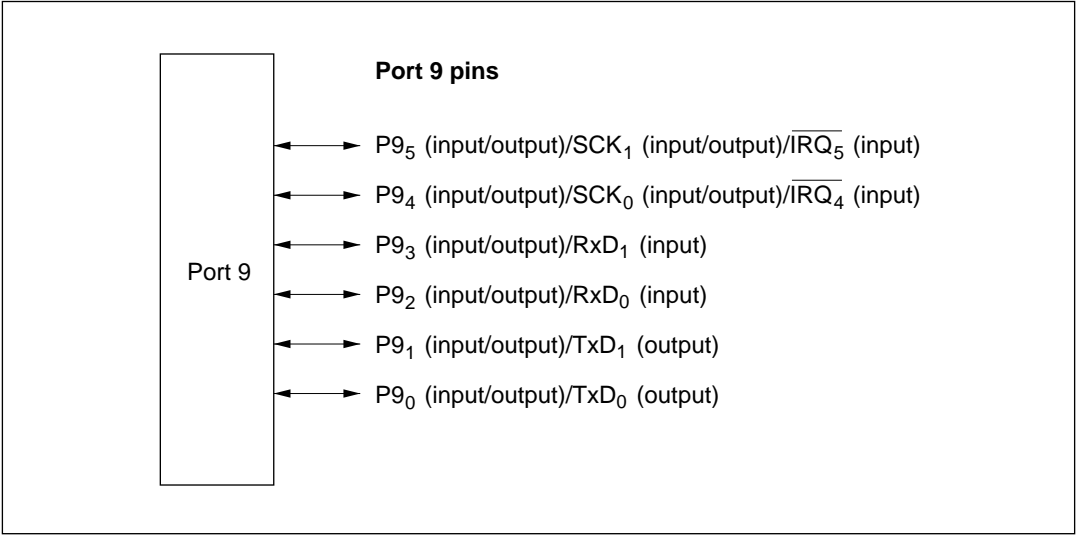 Port 9 pins
P9₅ (input/output)/SCK₁ (input/output)/I̅R̅Q̅₅̅ (input)
P9₄ (input/output)/SCK₀ (input/output)/I̅R̅Q̅₄̅ (input)
P9₃ (input/output)/RxD₁ (input)
Port 9
P9₂ (input/output)/RxD₀ (input)
P9₁ (input/output)/TxD₁ (output)
P9₀ (input/output)/TxD₀ (output)